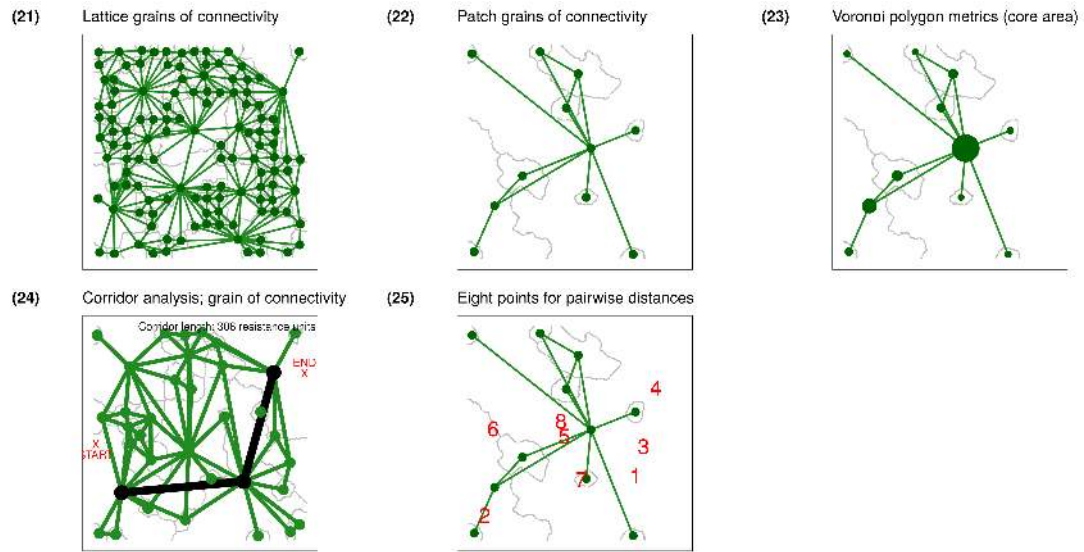 (21) Lattice grains of connectivity
(22) Patch grains of connectivity
(23) Voronoi polygon metrics (core area)
(24) Corridor analysis; grain of connectivity
(25) Eight points for pairwise distances
Corridor length: 306 resistance units
END
X
X
START
4
8
6
5
3
7
1
2